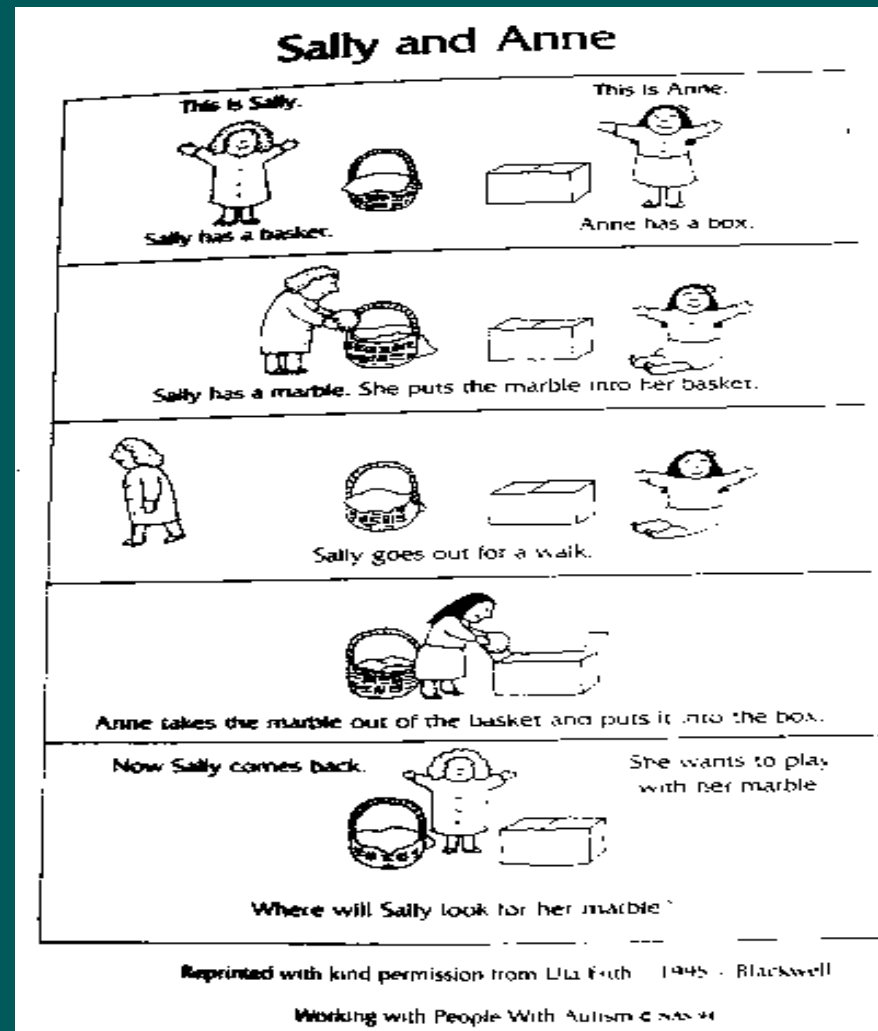 Sally and Anne
This is Sally.
This is Anne.
Sally has a basket.
Anne has a box.
Sally has a marble. She puts the marble into her basket.
Sally goes out for a walk.
Anne takes the marble out of the basket and puts it into the box.
Now Sally comes back.
She wants to play
with her marble
Where will Sally look for her marble
Reprinted with kind permission from Uta Frith 1995 - Blackwell
Working with People With Autism ©